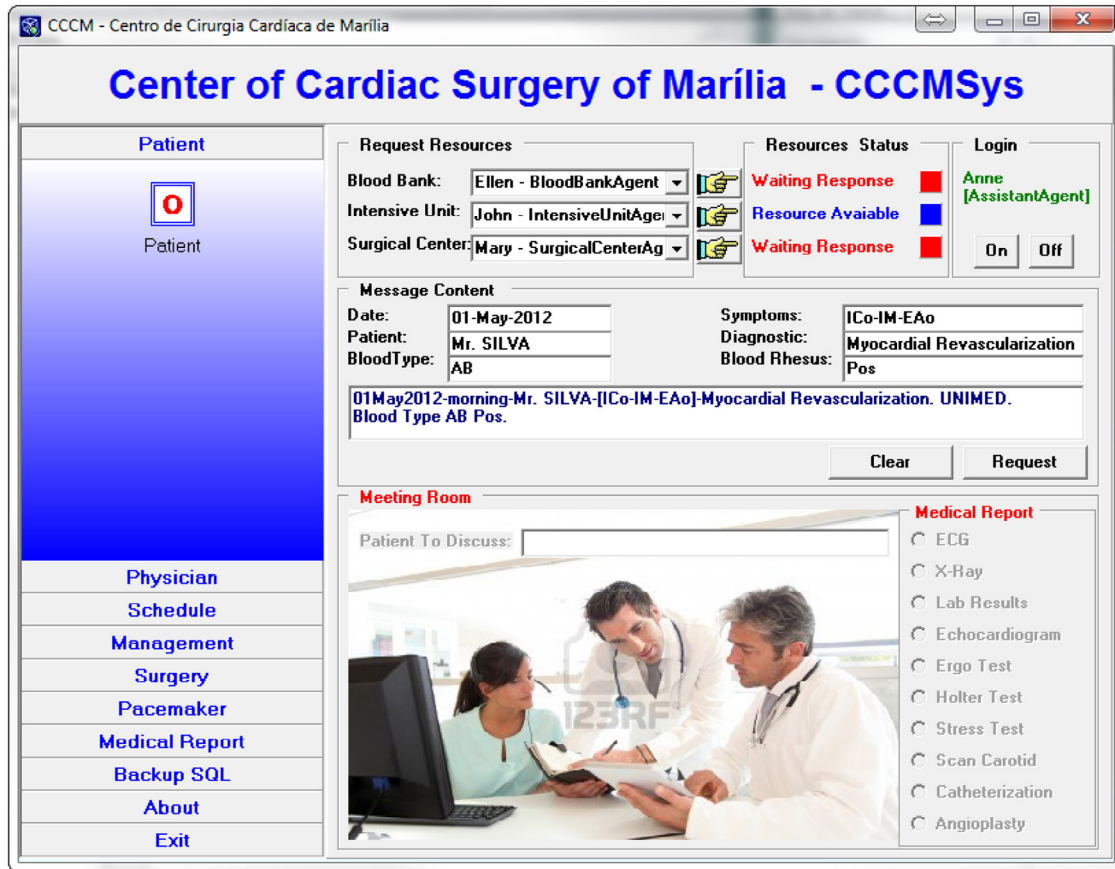 CCCM - Centro de Cirurgia Cardíaca de Marília
Center of Cardiac Surgery of Marília - CCCMSys
Patient
O
Patient
Physician
Schedule
Management
Surgery
Pacemaker
Medical Report
Backup SQL
About
Exit
Request Resources
Blood Bank: Ellen - BloodBankAgent
Intensive Unit: John - IntensiveUnitAger
Surgical Center: Mary - SurgicalCenterAg
Resources Status
Waiting Response
Resource Avaiable
Waiting Response
Login
Anne
[AssistantAgent]
On Off
Message Content
Date: 01-May-2012 Symptoms: ICo-IM-EAo
Patient: Mr. SILVA Diagnostic: Myocardial Revascularization
BloodType: AB Blood Rhesus: Pos
01May2012-morning-Mr. SILVA-[ICo-IM-EAo]-Myocardial Revascularization. UNIMED.
Blood Type AB Pos.
Clear Request
Meeting Room
Patient To Discuss:
123RF
Medical Report
ECG
X-Ray
Lab Results
Echocardiogram
Ergo Test
Holter Test
Stress Test
Scan Carotid
Catheterization
Angioplasty